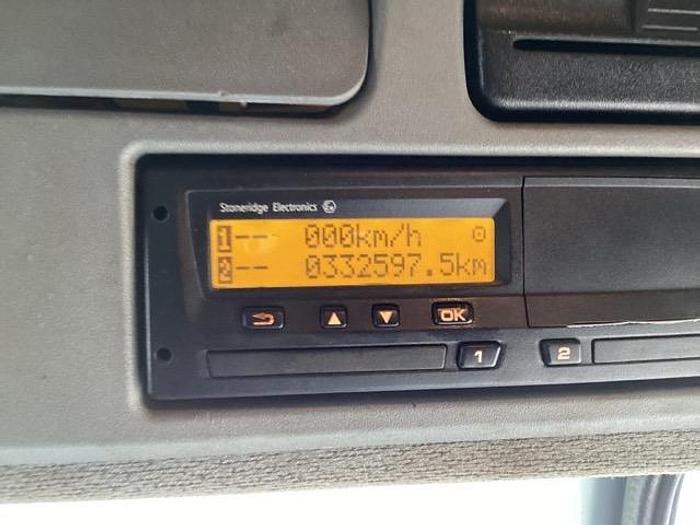 Stoneridge Electronics
1-- 000km/h
2-- 0332597.5km
OK
1 2